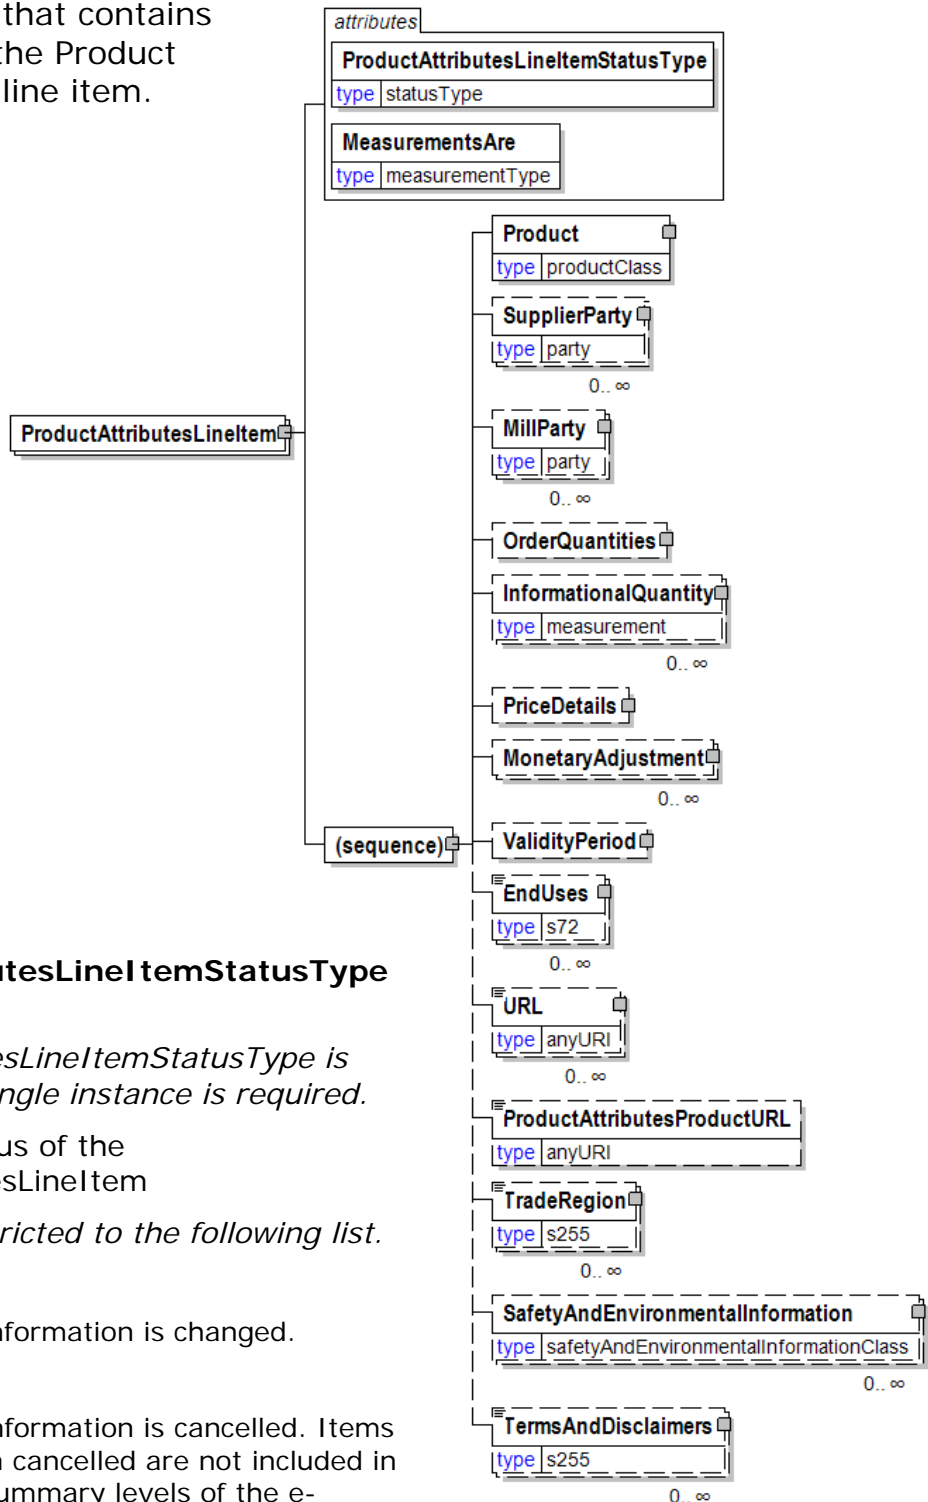 that contains
the Product
line item.
attributes
ProductAttributesLineItemStatusType
type statusType
MeasurementsAre
type measurementType
Product
type productClass
SupplierParty
type party
0.. ∞
ProductAttributesLineItem
MillParty
type party
0.. ∞
OrderQuantities
InformationalQuantity
type measurement
0.. ∞
PriceDetails
MonetaryAdjustment
0.. ∞
(sequence)
ValidityPeriod
EndUses
type s72
0.. ∞
URL
type anyURI
0.. ∞
ProductAttributesProductURL
type anyURI
TradeRegion
type s255
0.. ∞
SafetyAndEnvironmentalInformation
type safetyAndEnvironmentalInformationClass
0.. ∞
TermsAndDisclaimers
type s255
0.. ∞
utesLineItemStatusType
esLineItemStatusType is
ngle instance is required.
us of the
esLineItem
ricted to the following list.
nformation is changed.
nformation is cancelled. Items
n cancelled are not included in
ummary levels of the e-